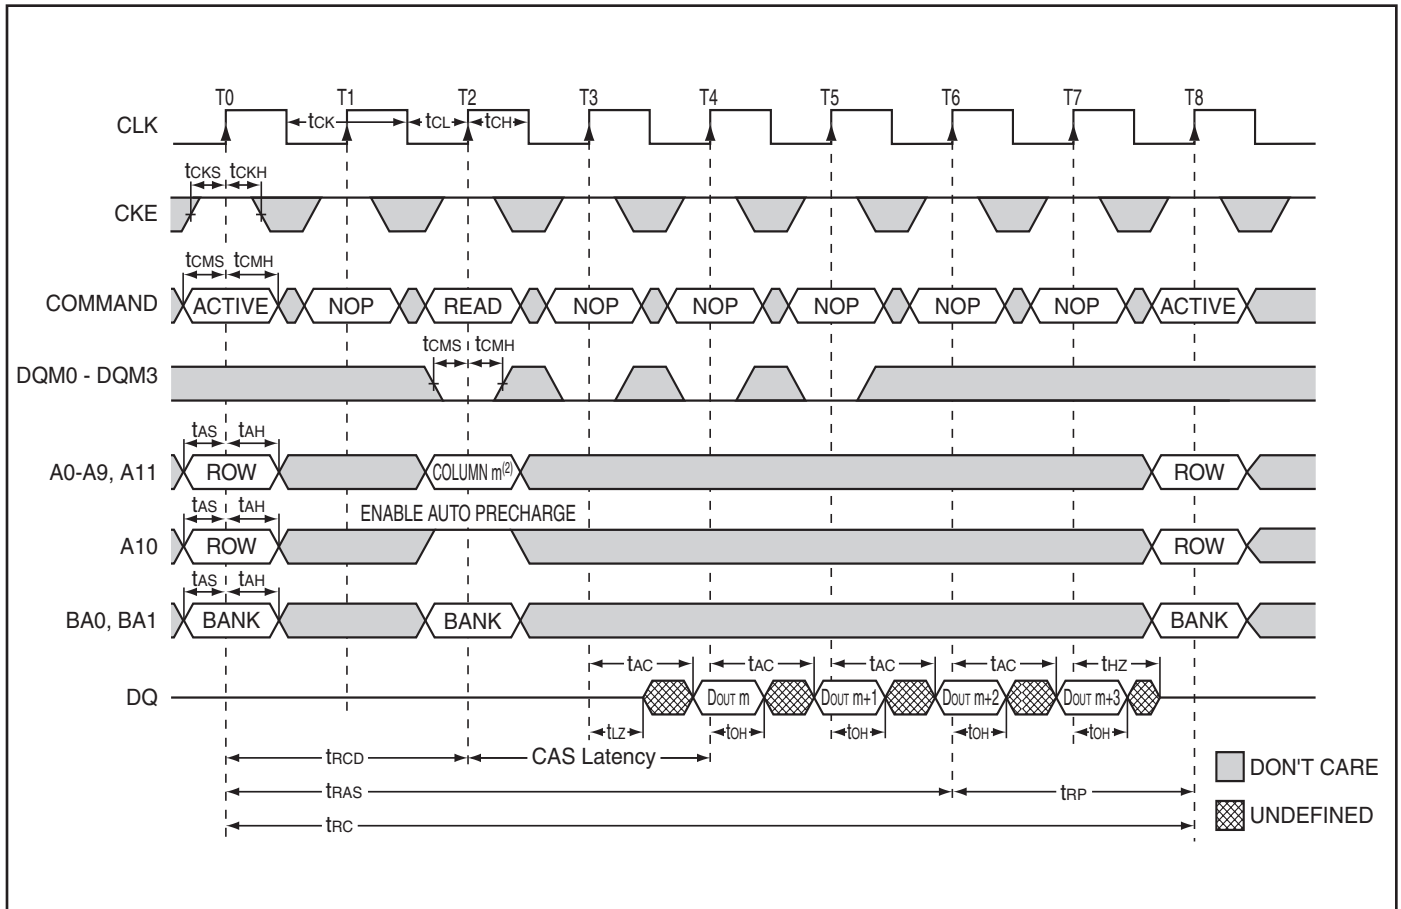 T0 T1 T2 T3 T4 T5 T6 T7 T8
CLK tCK tCL tCH
tCKS tCKH
CKE
tCMS tCMH
COMMAND ACTIVE NOP READ NOP NOP NOP NOP NOP ACTIVE
tCMS tCMH
DQM0 - DQM3
tAS tAH
A0-A9, A11 ROW COLUMN m(2) ROW
tAS tAH ENABLE AUTO PRECHARGE
A10 ROW ROW
tAS tAH
BA0, BA1 BANK BANK BANK
tAC tAC tAC tAC tHZ
DQ DOUT m DOUT m+1 DOUT m+2 DOUT m+3
tLZ tOH tOH tOH tOH
tRCD CAS Latency
DON'T CARE
tRAS tRP
UNDEFINED
tRC